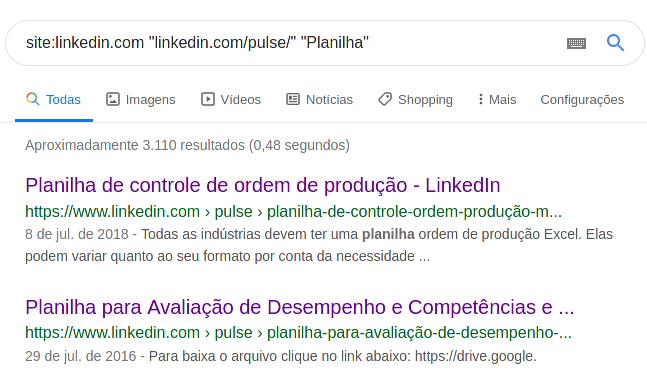 site:linkedin.com "linkedin.com/pulse/" "Planilha"
Todas Imagens Vídeos Notícias Shopping Mais Configurações
Aproximadamente 3.110 resultados (0,48 segundos)
Planilha de controle de ordem de produção - LinkedIn
https://www.linkedin.com › pulse › planilha-de-controle-ordem-produção-m...
8 de jul. de 2018 - Todas as indústrias devem ter uma planilha ordem de produção Excel. Elas
podem variar quanto ao seu formato por conta da necessidade ...
Planilha para Avaliação de Desempenho e Competências e ...
https://www.linkedin.com › pulse › planilha-para-avaliação-de-desempenho-...
29 de jul. de 2016 - Para baixa o arquivo clique no link abaixo: https://drive.google.